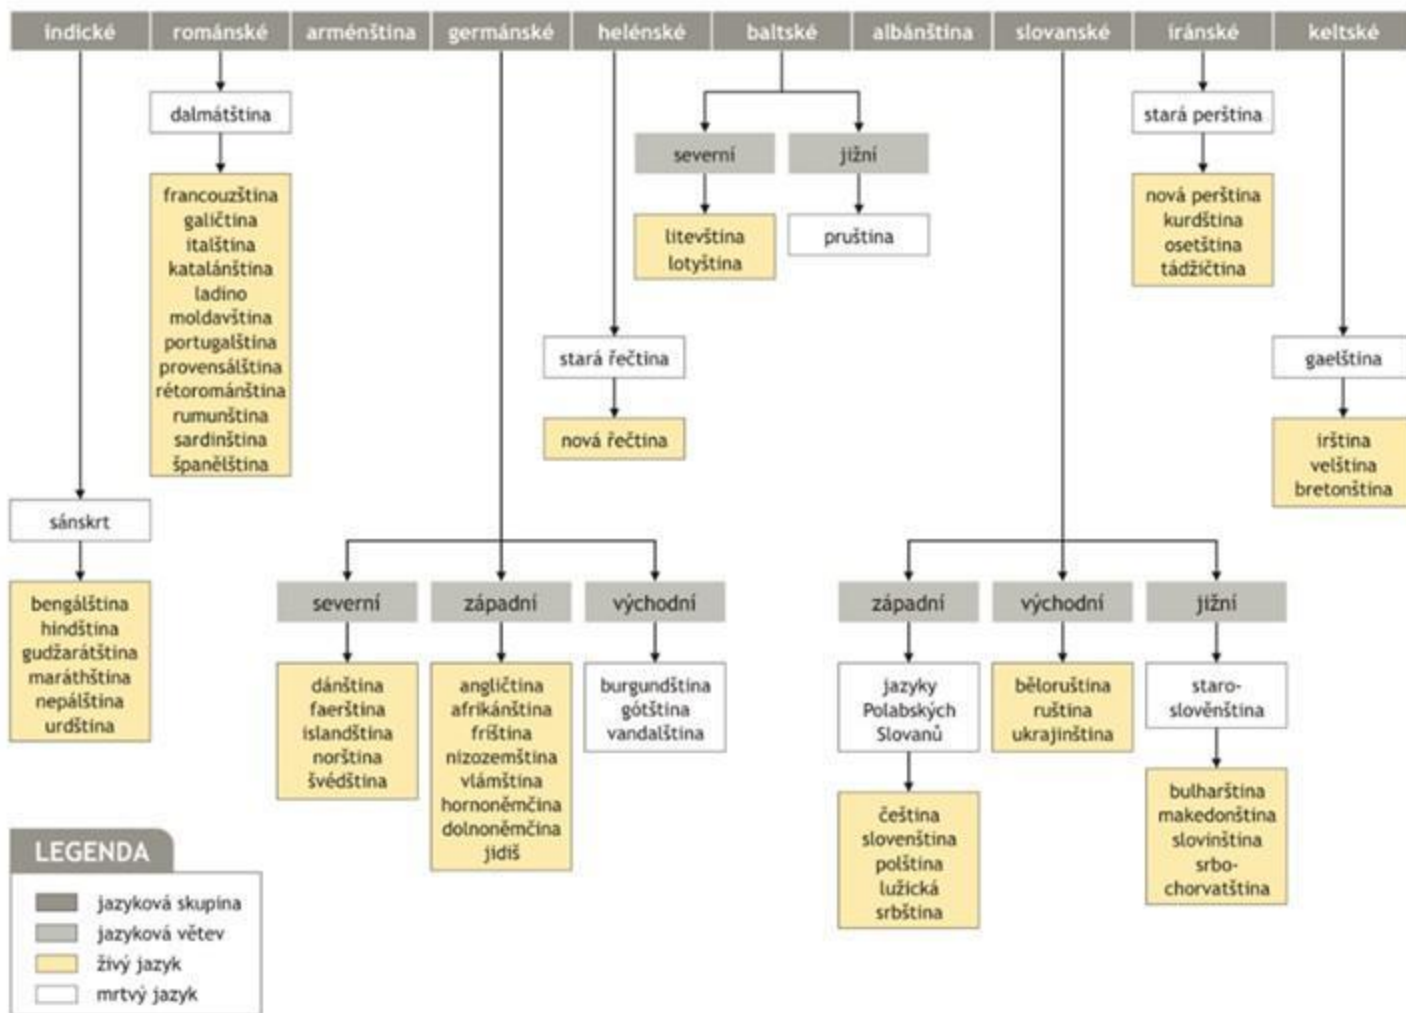 indické
románské
arménština
germánské
helénské
baltské
albánština
slovanské
íránské
keltské
dalmátština
francouzština
galičtina
italština
katalánština
ladino
moldavština
portugalština
provensálština
rétorománština
rumunština
sardinština
španělština
severní
jižní
litevština
lotyština
pruština
stará perština
nová perština
kurdština
osetština
tádžičtina
stará řečtina
nová řečtina
gaelština
irština
velština
bretonština
sánskrt
bengálština
hindština
gudžarátština
maráthština
nepálština
urdština
severní
západní
východní
dánština
faerština
islandština
norština
švédština
angličtina
afrikánština
fríština
nizozemština
vlámština
hornoněmčina
dolnoněmčina
jidiš
burgundština
gótština
vandalština
západní
východní
jižní
jazyky
Polabských
Slovanů
čeština
slovenština
polština
lužická
srbština
běloruština
ruština
ukrajinština
staro-
slověnština
bulharština
makedonština
slovinština
srbo-
chorvatština
LEGENDA
jazyková skupina
jazyková větev
živý jazyk
mrtvý jazyk